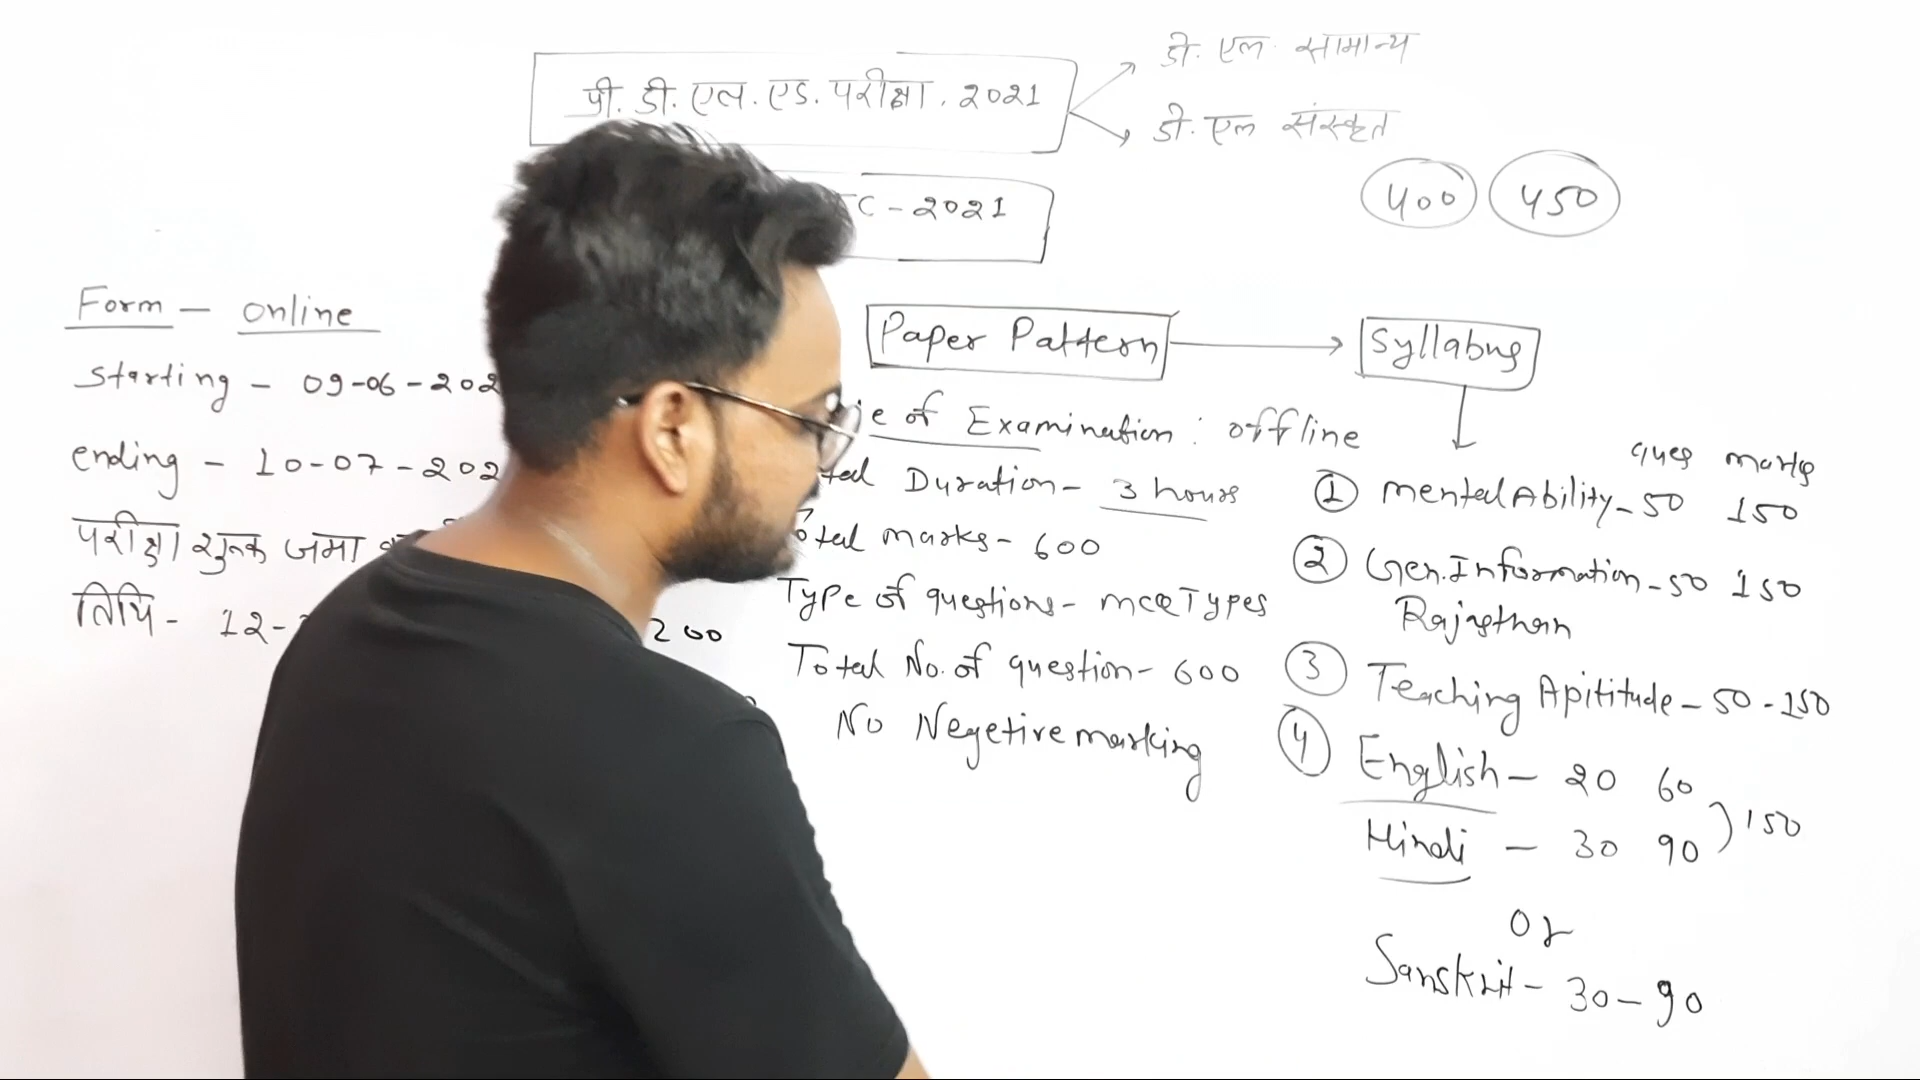 प्री. डी. एल. एड. परीक्षा. 2021
डी. एल. सामान्य
डी. एल संस्कृत
TC - 2021
400 450
Form - online
starting - 09-06-202
ending - 10-07-202
परीक्षा शुल्क जमा
तिथि - 12-
200
Paper Pattern
Syllabus
of Examination : offline
Duration - 3 hours
Total marks - 600
Type of questions - MCQ Types
Total No. of question - 600
No Negetive marking
ques marks
① Mental Ability - 50 150
② Gen. Information - 50 150
Rajasthan
③ Teaching Apititude - 50 - 150
④ English - 20 60
Hindi - 30 90 ) 150
Or
Sanskrit - 30 - 90